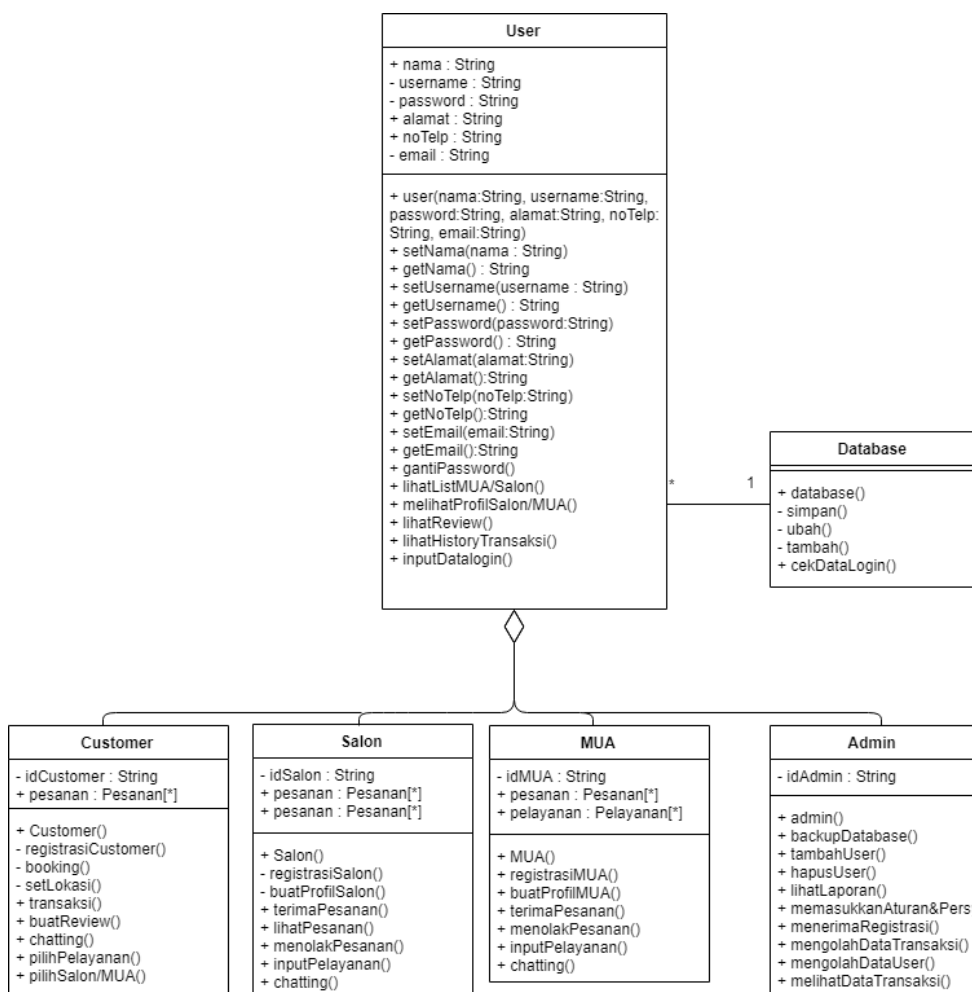 User
+ nama : String
- username : String
- password : String
+ alamat : String
+ noTelp : String
- email : String
+ user(nama:String, username:String,
password:String, alamat:String, noTelp:
String, email:String)
+ setNama(nama : String)
+ getNama() : String
+ setUsername(username : String)
+ getUsername() : String
+ setPassword(password:String)
+ getPassword() : String
+ setAlamat(alamat:String)
+ getAlamat():String
+ setNoTelp(noTelp:String)
+ getNoTelp():String
+ setEmail(email:String)
+ getEmail():String
+ gantiPassword()
+ lihatListMUA/Salon()
+ melihatProfilSalon/MUA()
+ lihatReview()
+ lihatHistoryTransaksi()
+ inputDatalogin()
* 1
Database
+ database()
- simpan()
- ubah()
- tambah()
+ cekDataLogin()
Customer
- idCustomer : String
+ pesanan : Pesanan[*]
+ Customer()
- registrasiCustomer()
- booking()
- setLokasi()
+ transaksi()
+ buatReview()
+ chatting()
+ pilihPelayanan()
+ pilihSalon/MUA()
Salon
- idSalon : String
+ pesanan : Pesanan[*]
+ pesanan : Pesanan[*]
+ Salon()
- registrasiSalon()
- buatProfilSalon()
+ terimaPesanan()
+ lihatPesanan()
+ menolakPesanan()
+ inputPelayanan()
+ chatting()
MUA
- idMUA : String
+ pesanan : Pesanan[*]
+ pelayanan : Pelayanan[*]
+ MUA()
+ registrasiMUA()
+ buatProfilMUA()
+ terimaPesanan()
+ menolakPesanan()
+ inputPelayanan()
+ chatting()
Admin
- idAdmin : String
+ admin()
+ backupDatabase()
+ tambahUser()
+ hapusUser()
+ lihatLaporan()
+ memasukkanAturan&Pers
+ menerimaRegistrasi()
+ mengolahDataTransaksi()
+ mengolahDataUser()
+ melihatDataTransaksi()